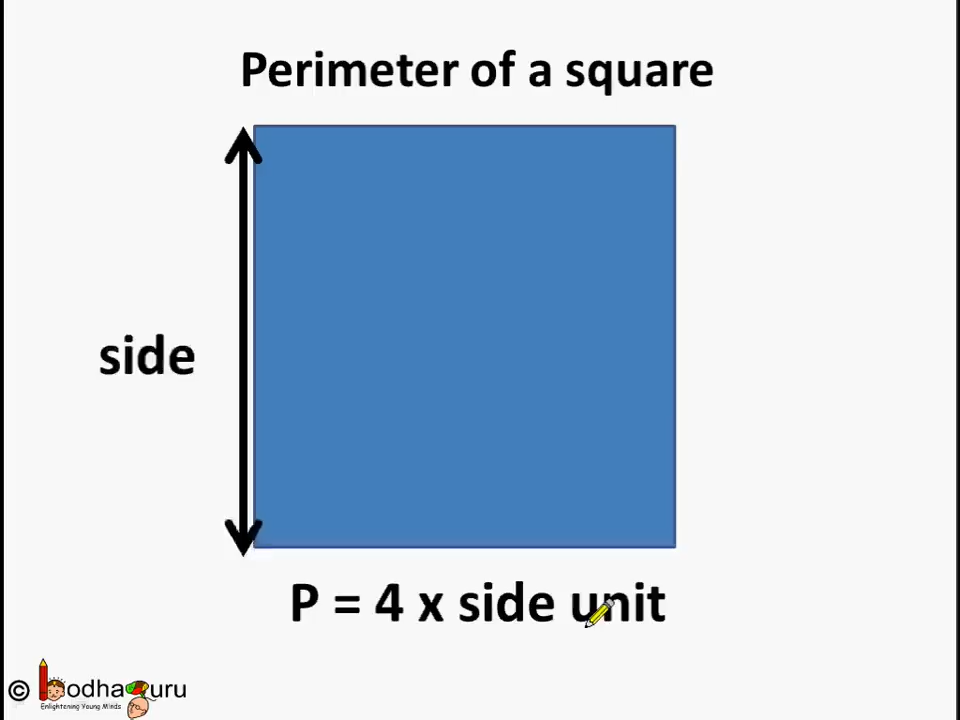 Perimeter of a square
side
P = 4 x side unit
© bodhaguru
Enlightening Young Minds